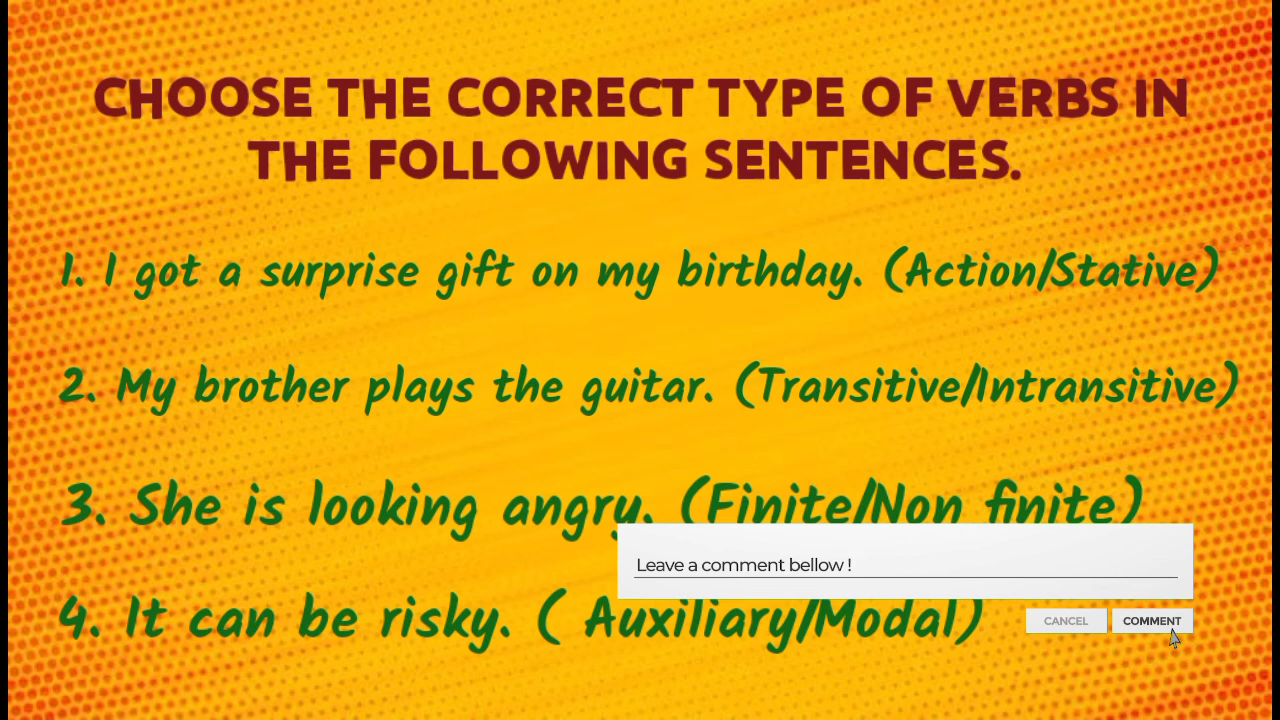 CHOOSE THE CORRECT TYPE OF VERBS IN
THE FOLLOWING SENTENCES.
1. I got a surprise gift on my birthday. (Action/Stative)
2. My brother plays the guitar. (Transitive/Intransitive)
3. She is looking angry. (Finite/Non finite)
Leave a comment bellow !
4. It can be risky. ( Auxiliary/Modal)
CANCEL COMMENT